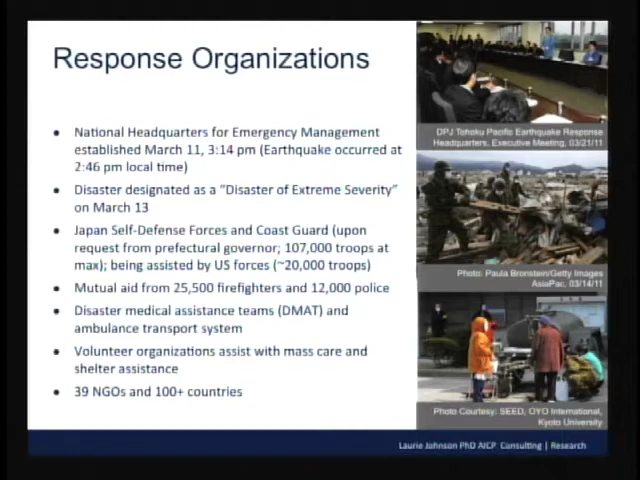 Response Organizations
● National Headquarters for Emergency Management
established March 11, 3:14 pm (Earthquake occurred at
2:46 pm local time)
● Disaster designated as a “Disaster of Extreme Severity”
on March 13
● Japan Self-Defense Forces and Coast Guard (upon
request from prefectural governor; 107,000 troops at
max); being assisted by US forces (~20,000 troops)
● Mutual aid from 25,500 firefighters and 12,000 police
● Disaster medical assistance teams (DMAT) and
ambulance transport system
● Volunteer organizations assist with mass care and
shelter assistance
● 39 NGOs and 100+ countries
DPJ Tohoku Pacific Earthquake Response
Headquarters, Executive Meeting, 03/21/11
Photo: Paula Bronstein/Getty Images
AsiaPac, 03/14/11
Photo Courtesy: SEED, OYO International,
Kyoto University
Laurie Johnson PhD AICP Consulting | Research